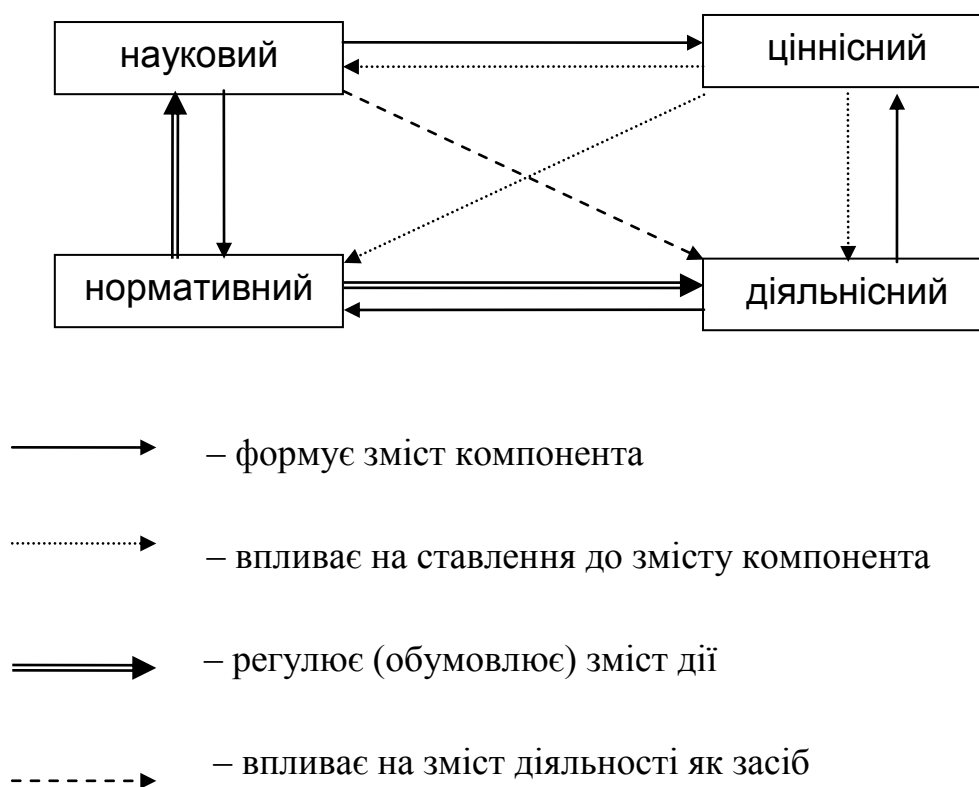 науковий
ціннісний
нормативний
діяльнісний
– формує зміст компонента
– впливає на ставлення до змісту компонента
– регулює (обумовлює) зміст дії
– впливає на зміст діяльності як засіб